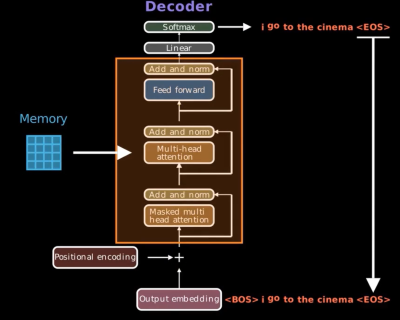 Decoder
Softmax
i go to the cinema <EOS>
Linear
Add and norm
Feed forward
Memory
Add and norm
Multi-head
attention
Add and norm
Masked multi
head attention
Positional encoding
+
Output embedding
<BOS> i go to the cinema <EOS>